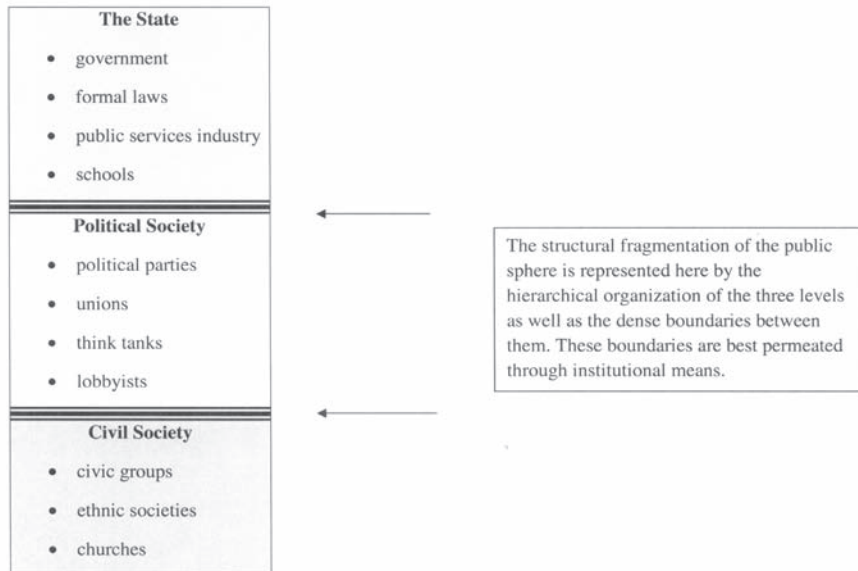 The State
• government
• formal laws
• public services industry
• schools
Political Society
• political parties
• unions
• think tanks
• lobbyists
Civil Society
• civic groups
• ethnic societies
• churches
The structural fragmentation of the public
sphere is represented here by the
hierarchical organization of the three levels
as well as the dense boundaries between
them. These boundaries are best permeated
through institutional means.